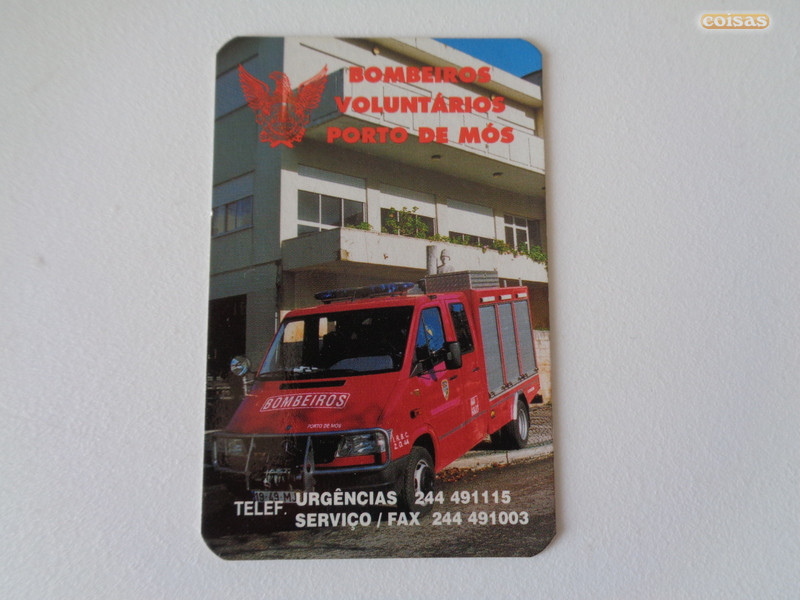 coisas
BOMBEIROS
VOLUNTÁRIOS
PORTO DE MÓS
BOMBEIROS
PORTO DE MÓS
TELEF. URGÊNCIAS 244 491115
SERVIÇO / FAX 244 491003